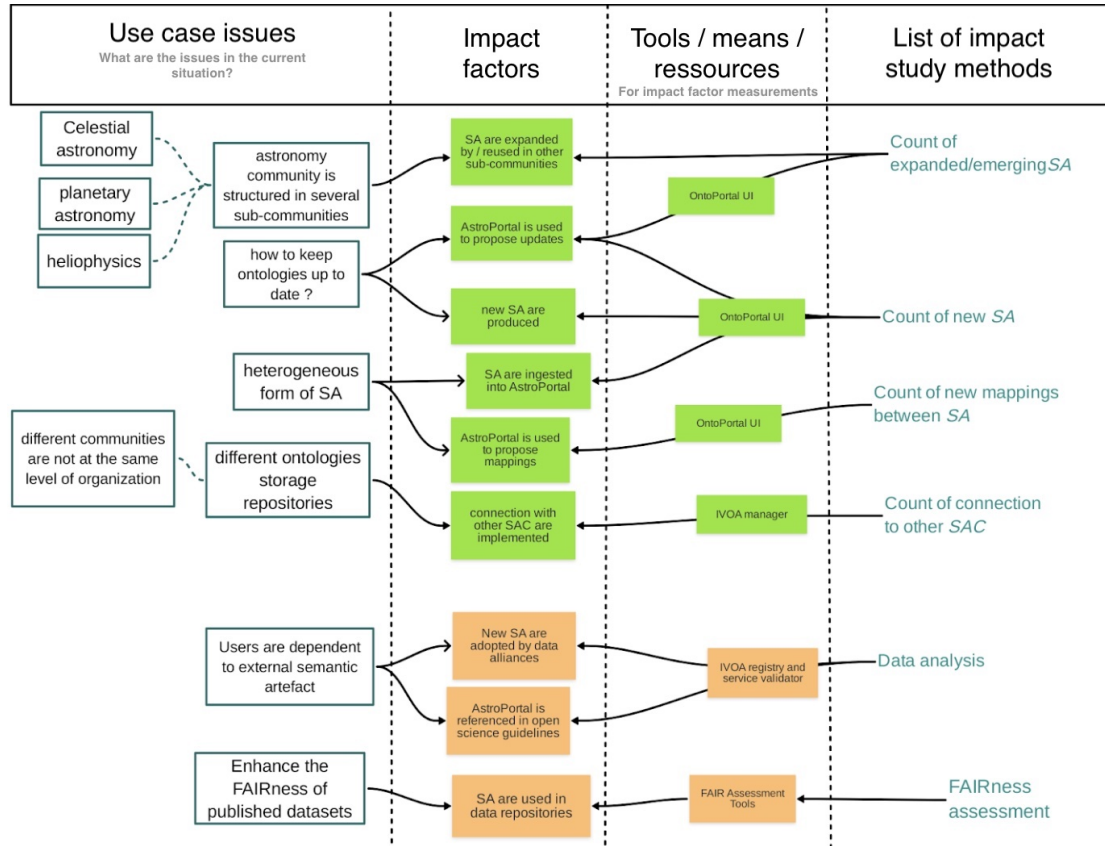 Use case issues
What are the issues in the current
situation?
Impact
factors
Tools / means /
ressources
For impact factor measurements
List of impact
study methods
Celestial
astronomy
planetary
astronomy
heliophysics
astronomy
community is
structured in several
sub-communities
SA are expanded
by / reused in other
sub-communities
OntoPortal UI
Count of
expanded/emerging SA
how to keep
ontologies up to
date ?
AstroPortal is used
to propose updates
new SA are
produced
OntoPortal UI
Count of new SA
heterogeneous
form of SA
SA are ingested
into AstroPortal
AstroPortal is used
to propose
mappings
OntoPortal UI
Count of new mappings
between SA
different communities
are not at the same
level of organization
different ontologies
storage
repositories
connection with
other SAC are
implemented
IVOA manager
Count of connection
to other SAC
Users are dependent
to external semantic
artefact
New SA are
adopted by data
alliances
AstroPortal is
referenced in open
science guidelines
IVOA registry and
service validator
Data analysis
Enhance the
FAIRness of
published datasets
SA are used in
data repositories
FAIR Assessment
Tools
FAIRness
assessment